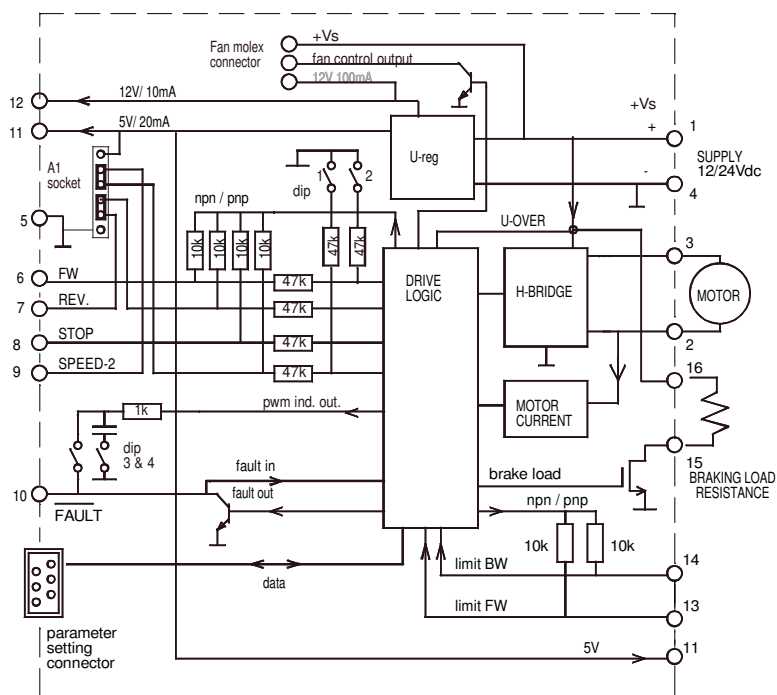 Fan molex
connector
+Vs
fan control output
12V 100mA
12
12V/ 10mA
11
5V/ 20mA
A1
socket
5
U-reg
+Vs
+
1
SUPPLY
12/24Vdc
-
4
dip
1
2
npn / pnp
10k
10k
10k
10k
47k
47k
U-OVER
6
FW
47k
7
REV.
47k
8
STOP
47k
9
SPEED-2
47k
DRIVE
LOGIC
H-BRIDGE
3
MOTOR
2
16
MOTOR
CURRENT
1k
pwm ind. out.
dip
3 & 4
15
BRAKING LOAD
RESISTANCE
brake load
fault in
10
FAULT
fault out
npn / pnp
10k
10k
limit BW
14
data
limit FW
13
parameter
setting
connector
5V
11